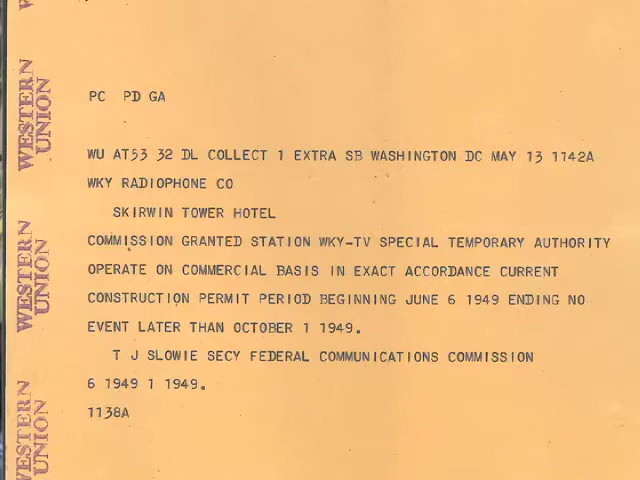 PC PD GA
WU AT53 32 DL COLLECT 1 EXTRA SB WASHINGTON DC MAY 13 1142A
WKY RADIOPHONE CO
SKIRWIN TOWER HOTEL
COMMISSION GRANTED STATION WKY-TV SPECIAL TEMPORARY AUTHORITY
OPERATE ON COMMERCIAL BASIS IN EXACT ACCORDANCE CURRENT
CONSTRUCTION PERMIT PERIOD BEGINNING JUNE 6 1949 ENDING NO
EVENT LATER THAN OCTOBER 1 1949.
T J SLOWIE SECY FEDERAL COMMUNICATIONS COMMISSION
6 1949 1 1949.
1138A
WESTERN
UNION
WESTERN
UNION
WESTERN
UNION